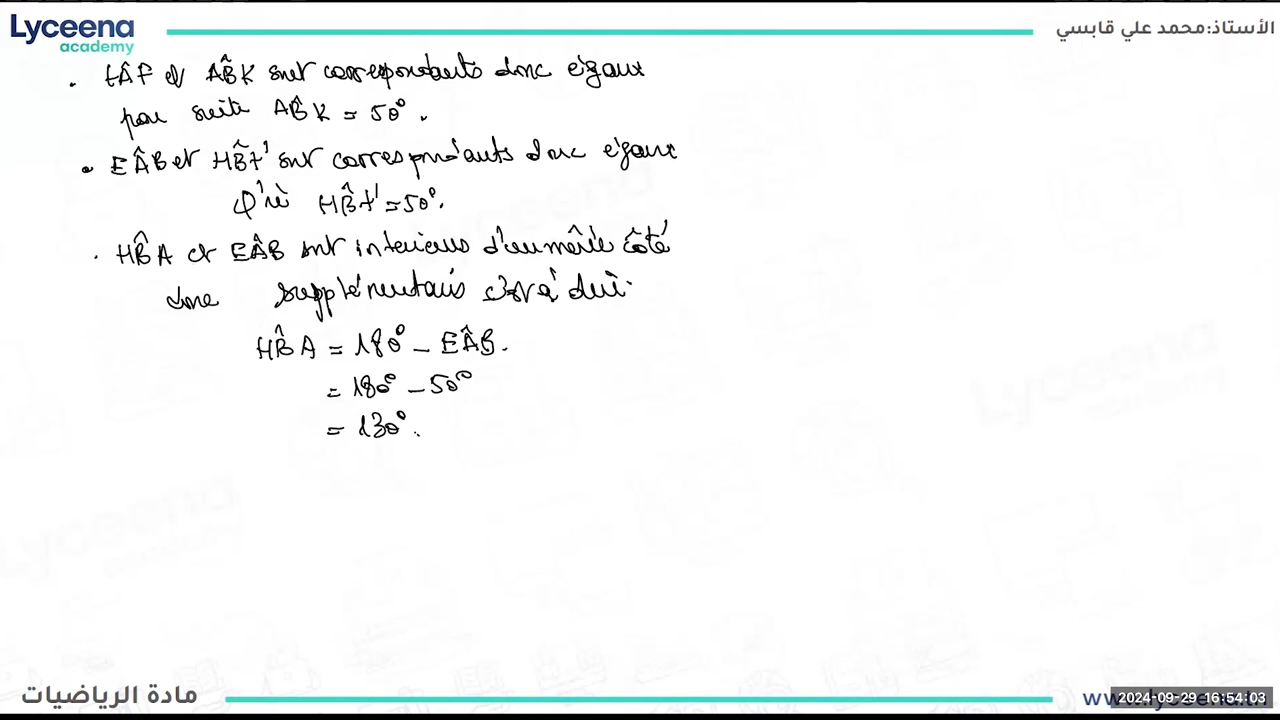 Lyceena
academy
الأستاذ:محمد علي قابسي
. tÂF et AB̂K sont correspondants donc égaux
par suite AB̂K = 50°.
• EÂB et HB̂t' sont correspondants donc égaux
D'où HB̂t' = 50°.
. HB̂A et EÂB sont intérieurs d'un même côté
donc supplémentaires c'est à dire
HB̂A = 180° - EÂB.
= 180° - 50°
= 130°.
مادة الرياضيات
2024-09-29 16:54:03